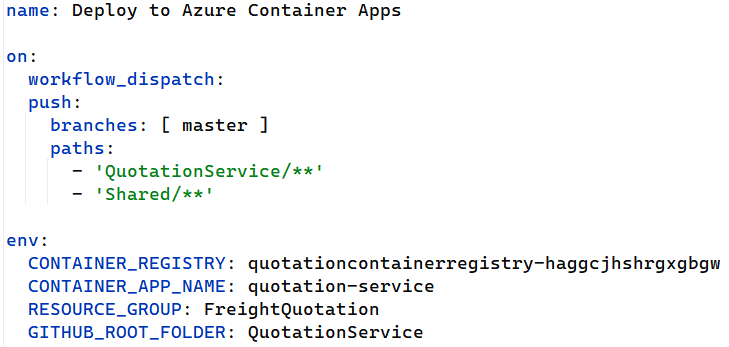 name: Deploy to Azure Container Apps

on:
  workflow_dispatch:
  push:
    branches: [ master ]
    paths:
      - 'QuotationService/**'
      - 'Shared/**'

env:
  CONTAINER_REGISTRY: quotationcontainerregistry-haggcjhshrgxgbgw
  CONTAINER_APP_NAME: quotation-service
  RESOURCE_GROUP: FreightQuotation
  GITHUB_ROOT_FOLDER: QuotationService